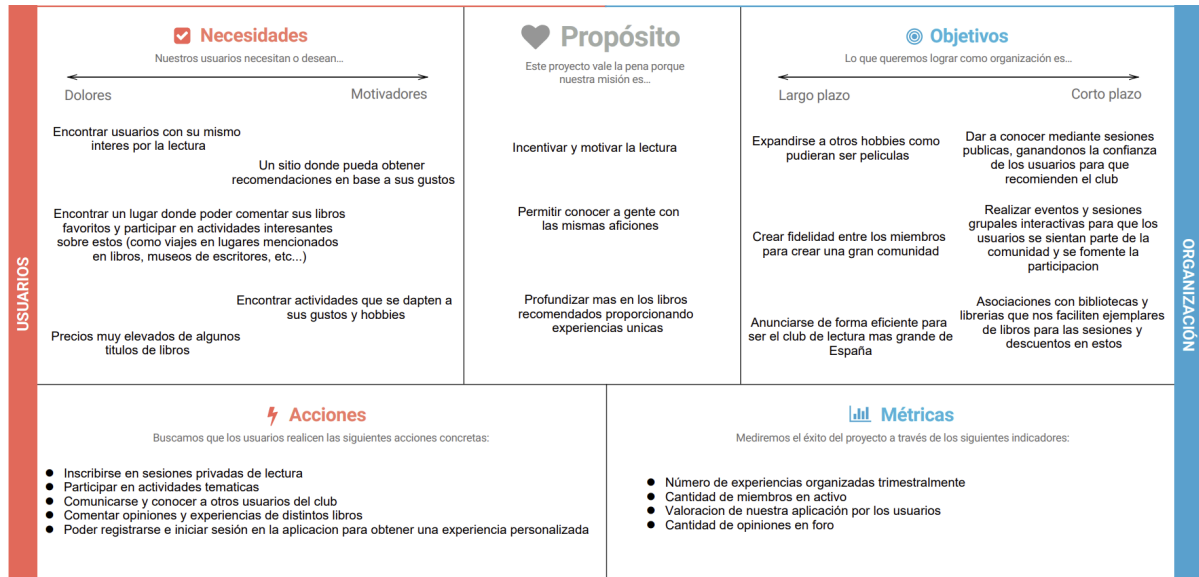 USUARIOS
Necesidades
Nuestros usuarios necesitan o desean...
Dolores
Motivadores
Encontrar usuarios con su mismo
interes por la lectura
Un sitio donde pueda obtener
recomendaciones en base a sus gustos
Encontrar un lugar donde poder comentar sus libros
favoritos y participar en actividades interesantes
sobre estos (como viajes en lugares mencionados
en libros, museos de escritores, etc...)
Encontrar actividades que se dapten a
sus gustos y hobbies
Precios muy elevados de algunos
titulos de libros
Propósito
Este proyecto vale la pena porque
nuestra misión es...
Incentivar y motivar la lectura
Permitir conocer a gente con
las mismas aficiones
Profundizar mas en los libros
recomendados proporcionando
experiencias unicas
Objetivos
Lo que queremos lograr como organización es...
Largo plazo
Corto plazo
Expandirse a otros hobbies como
pudieran ser peliculas
Dar a conocer mediante sesiones
publicas, ganandonos la confianza
de los usuarios para que
recomienden el club
Crear fidelidad entre los miembros
para crear una gran comunidad
Realizar eventos y sesiones
grupales interactivas para que los
usuarios se sientan parte de la
comunidad y se fomente la
participacion
Anunciarse de forma eficiente para
ser el club de lectura mas grande de
España
Asociaciones con bibliotecas y
librerias que nos faciliten ejemplares
de libros para las sesiones y
descuentos en estos
ORGANIZACIÓN
Acciones
Buscamos que los usuarios realicen las siguientes acciones concretas:
● Inscribirse en sesiones privadas de lectura
● Participar en actividades tematicas
● Comunicarse y conocer a otros usuarios del club
● Comentar opiniones y experiencias de distintos libros
● Poder registrarse e iniciar sesión en la aplicacion para obtener una experiencia personalizada
Métricas
Mediremos el éxito del proyecto a través de los siguientes indicadores:
● Número de experiencias organizadas trimestralmente
● Cantidad de miembros en activo
● Valoracion de nuestra aplicación por los usuarios
● Cantidad de opiniones en foro